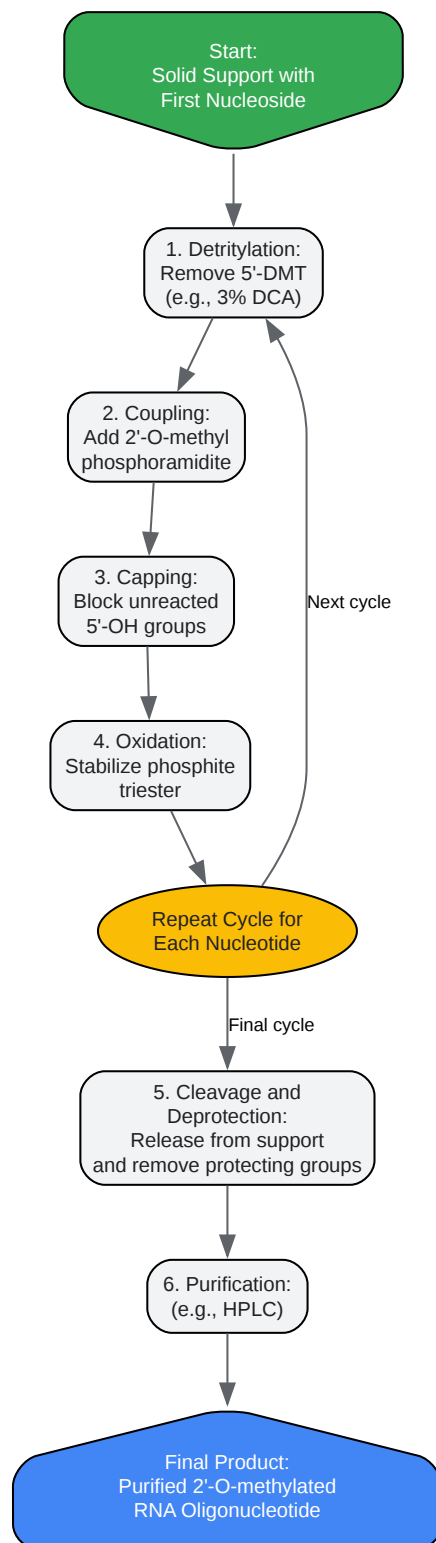 Start:
Solid Support with
First Nucleoside
1. Detritylation:
Remove 5'-DMT
(e.g., 3% DCA)
2. Coupling:
Add 2'-O-methyl
phosphoramidite
3. Capping:
Block unreacted
5'-OH groups
Next cycle
4. Oxidation:
Stabilize phosphite
triester
Repeat Cycle for
Each Nucleotide
Final cycle
5. Cleavage and
Deprotection:
Release from support
and remove protecting groups
6. Purification:
(e.g., HPLC)
Final Product:
Purified 2'-O-methylated
RNA Oligonucleotide